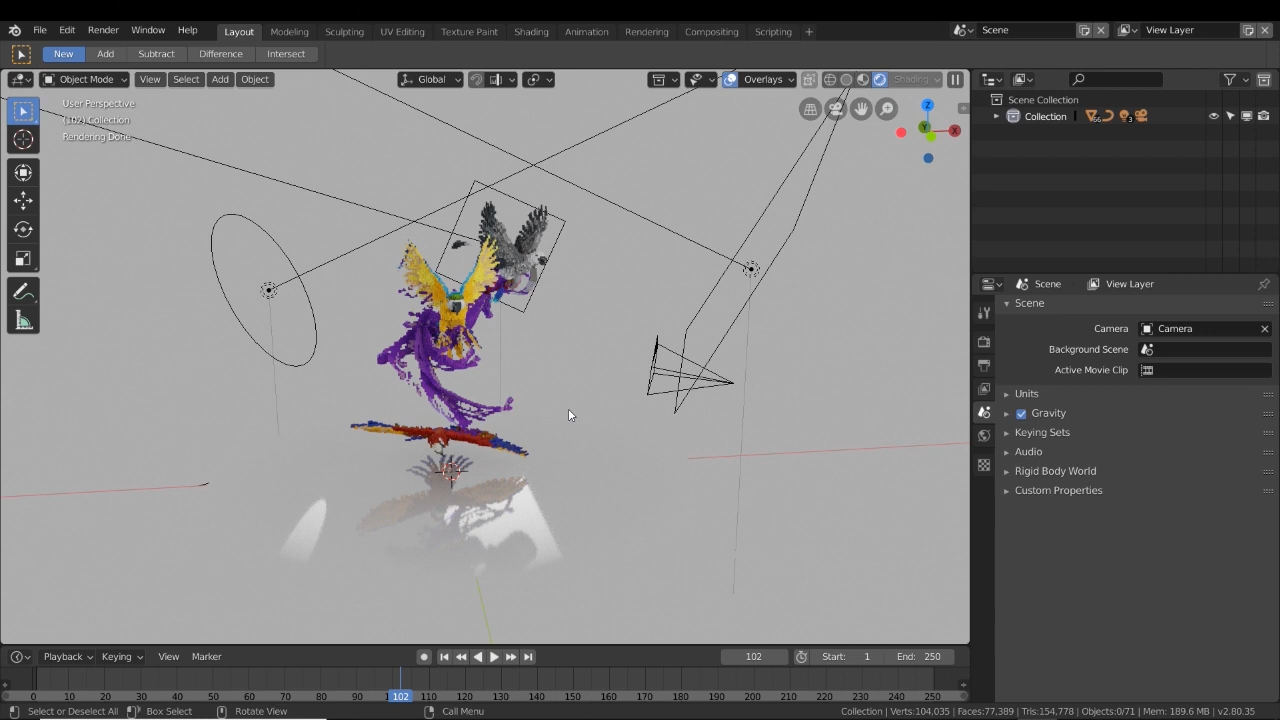 File Edit Render Window Help Layout Modeling Sculpting UV Editing Texture Paint Shading Animation Rendering Compositing Scripting + Scene View Layer
New Add Subtract Difference Intersect
Object Mode View Select Add Object Global Overlays Shading
User Perspective
(102) Collection
Rendering Done
Z
Y
X
Scene Collection
Collection 3
Scene View Layer
Scene
Camera Camera
Background Scene
Active Movie Clip
Units
Gravity
Keying Sets
Audio
Rigid Body World
Custom Properties
Playback Keying View Marker 102 Start: 1 End: 250
0 10 20 30 40 50 60 70 80 90 102 110 120 130 140 150 160 170 180 190 200 210 220 230 240 250
Select or Deselect All Box Select Rotate View Call Menu Collection | Verts:104,035 | Faces:77,389 | Tris:154,778 | Objects:0/71 | Mem: 189.6 MB | v2.80.35